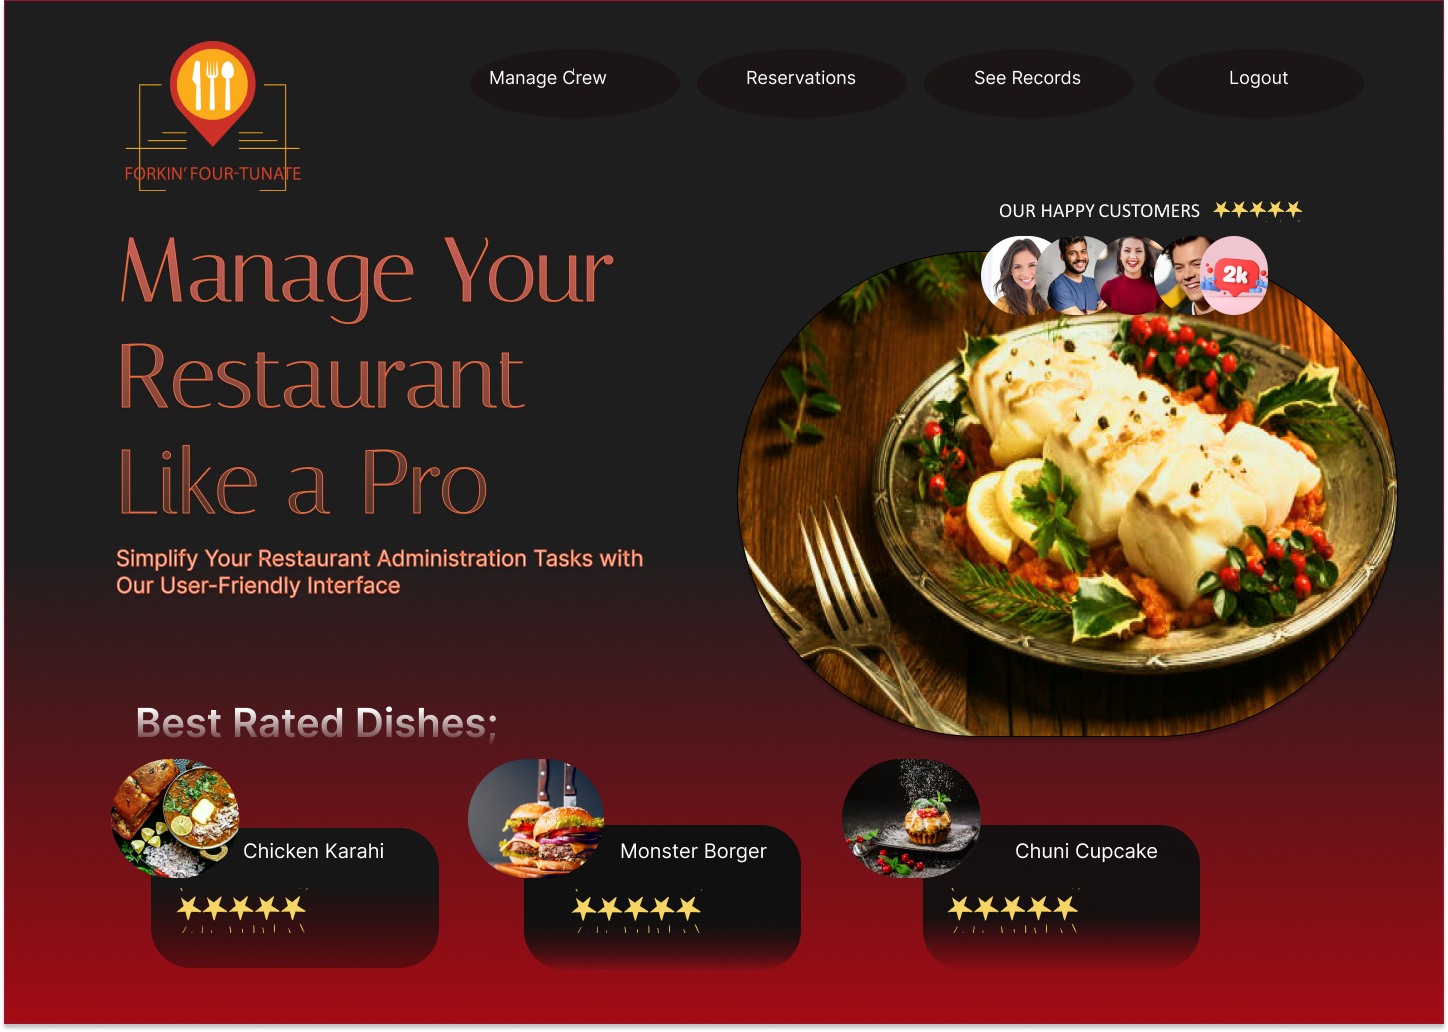 Manage Crew
Reservations
See Records
Logout
FORKIN' FOUR-TUNATE
OUR HAPPY CUSTOMERS
2k
Manage Your
Restaurant
Like a Pro
Simplify Your Restaurant Administration Tasks with
Our User-Friendly Interface
Best Rated Dishes;
Chicken Karahi
Monster Borger
Chuni Cupcake